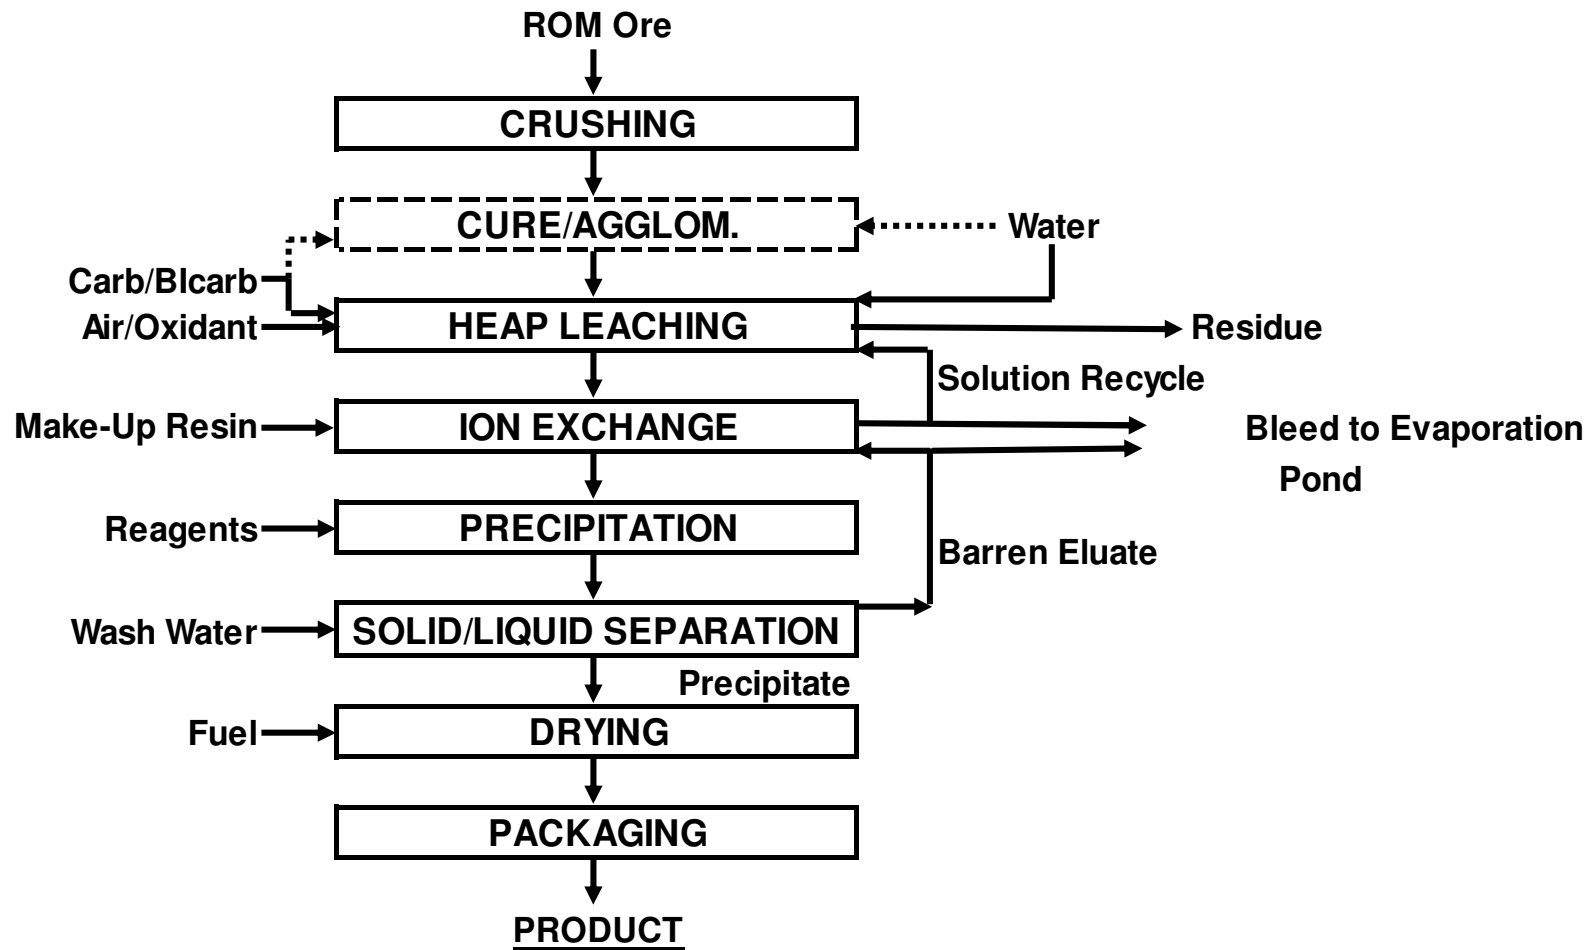 ROM Ore
CRUSHING
CURE/AGGLOM.
Water
Carb/BIcarb
HEAP LEACHING
Air/Oxidant
Residue
Solution Recycle
Make-Up Resin
ION EXCHANGE
Bleed to Evaporation
Pond
Reagents
PRECIPITATION
Barren Eluate
Wash Water
SOLID/LIQUID SEPARATION
Precipitate
Fuel
DRYING
PACKAGING
PRODUCT